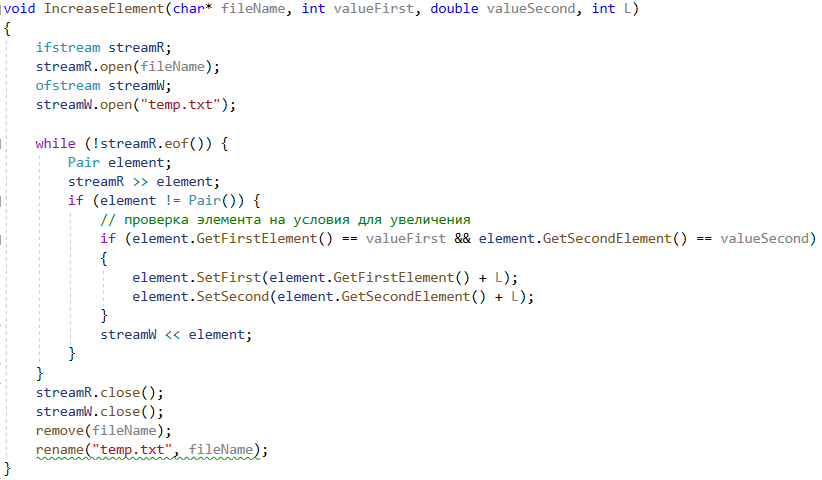 void IncreaseElement(char* fileName, int valueFirst, double valueSecond, int L)
{
    ifstream streamR;
    streamR.open(fileName);
    ofstream streamW;
    streamW.open("temp.txt");

    while (!streamR.eof()) {
        Pair element;
        streamR >> element;
        if (element != Pair()) {
            // проверка элемента на условия для увеличения
            if (element.GetFirstElement() == valueFirst && element.GetSecondElement() == valueSecond)
            {
                element.SetFirst(element.GetFirstElement() + L);
                element.SetSecond(element.GetSecondElement() + L);
            }
            streamW << element;
        }
    }
    streamR.close();
    streamW.close();
    remove(fileName);
    rename("temp.txt", fileName);
}